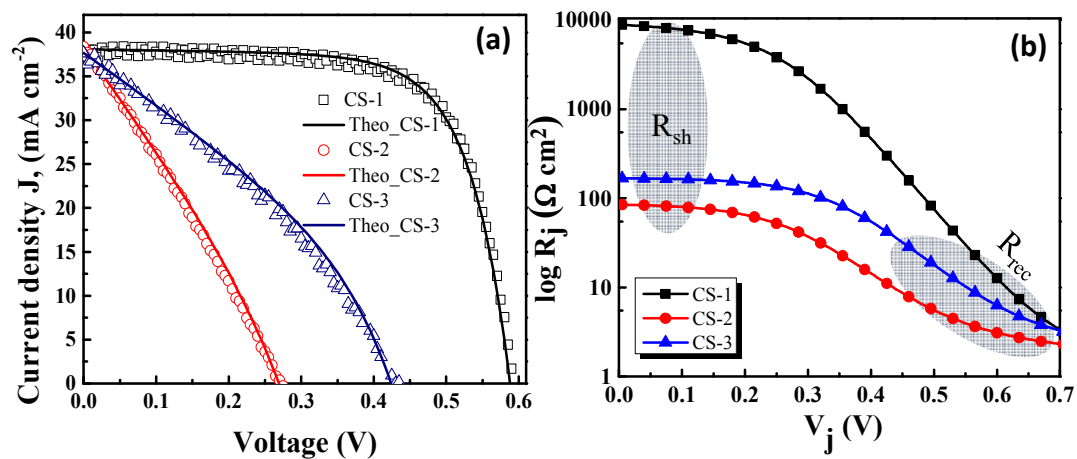 (a)
Current density J, (mA cm-2)
40
35
30
25
20
15
10
5
0
CS-1
Theo_CS-1
CS-2
Theo_CS-2
CS-3
Theo_CS-3
0.0 0.1 0.2 0.3 0.4 0.5 0.6
Voltage (V)
(b)
log Rj (Ω cm2)
10000
1000
100
10
1
Rsh
Rrec
CS-1
CS-2
CS-3
0.0 0.1 0.2 0.3 0.4 0.5 0.6 0.7
Vj (V)